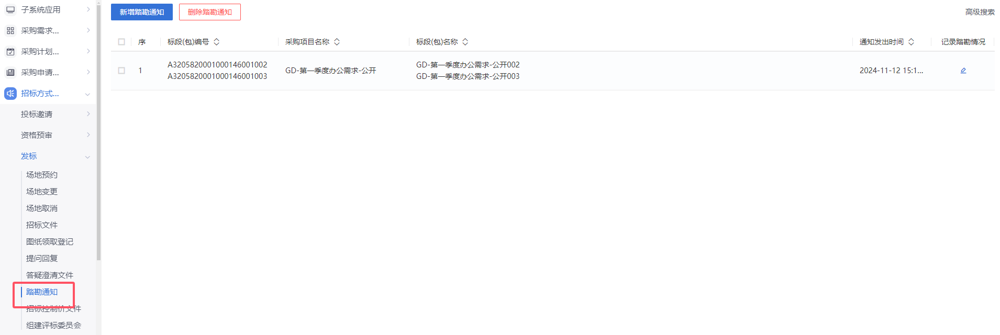 子系统应用
采购需求...
采购计划...
采购申请...
招标方式...
投标邀请
资格预审
发标
场地预约
场地变更
场地取消
招标文件
图纸领取登记
提问回复
答疑澄清文件
踏勘通知
招标控制价文件
组建评标委员会
新增踏勘通知 删除踏勘通知 高级搜索
序 标段(包)编号 采购项目名称 标段(包)名称 通知发出时间 记录踏勘情况
1 A3205820001000146001002 GD-第一季度办公需求-公开 GD-第一季度办公需求-公开002 2024-11-12 15:1...
A3205820001000146001003 GD-第一季度办公需求-公开003